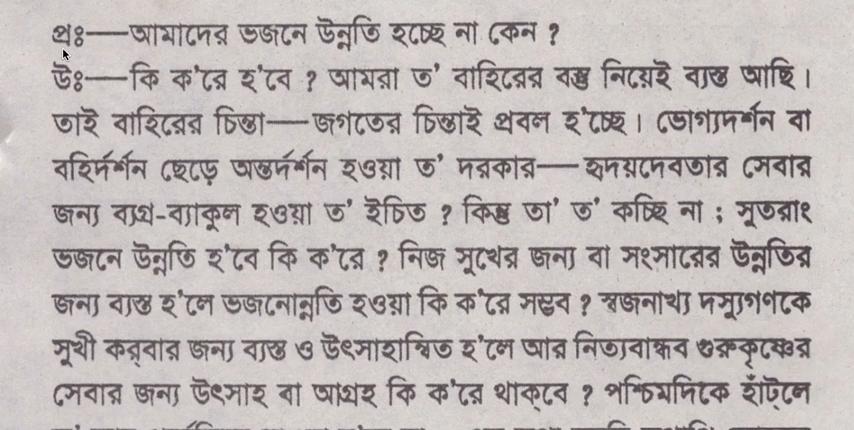 প্রঃ—আমাদের ভজনে উন্নতি হচ্ছে না কেন ?
উঃ—কি ক'রে হ'বে ? আমরা ত' বাহিরের বস্তু নিয়েই ব্যস্ত আছি।
তাই বাহিরের চিন্তা—জগতের চিন্তাই প্রবল হ'চ্ছে। ভোগ্যদর্শন বা
বহির্দর্শন ছেড়ে অন্তর্দর্শন হওয়া ত' দরকার—হৃদয়দেবতার সেবার
জন্য ব্যগ্র-ব্যাকুল হওয়া ত' উচিত ? কিন্তু তা' ত' কচ্ছি না ; সুতরাং
ভজনে উন্নতি হ'বে কি ক'রে ? নিজ সুখের জন্য বা সংসারের উন্নতির
জন্য ব্যস্ত হ'লে ভজনোন্নতি হওয়া কি ক'রে সম্ভব ? স্বজনাখ্য দস্যুগণকে
সুখী কর্‌বার জন্য ব্যস্ত ও উৎসাহান্বিত হ'লে আর নিত্যবান্ধব গুরুকৃষ্ণের
সেবার জন্য উৎসাহ বা আগ্রহ কি ক'রে থাক্‌বে ? পশ্চিমদিকে হাঁট্‌লে